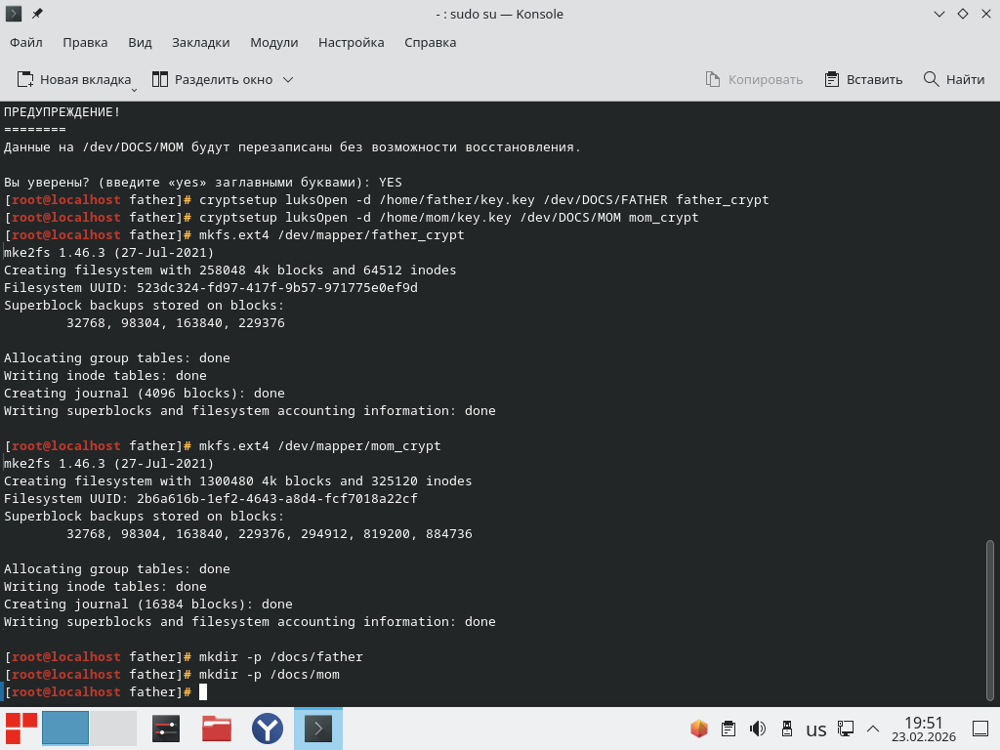 - : sudo su — Konsole
Файл Правка Вид Закладки Модули Настройка Справка
Новая вкладка Разделить окно Копировать Вставить Найти
ПРЕДУПРЕЖДЕНИЕ!
========
Данные на /dev/DOCS/MOM будут перезаписаны без возможности восстановления.
Вы уверены? (введите «yes» заглавными буквами): YES
[root@localhost father]# cryptsetup luksOpen -d /home/father/key.key /dev/DOCS/FATHER father_crypt
[root@localhost father]# cryptsetup luksOpen -d /home/mom/key.key /dev/DOCS/MOM mom_crypt
[root@localhost father]# mkfs.ext4 /dev/mapper/father_crypt
mke2fs 1.46.3 (27-Jul-2021)
Creating filesystem with 258048 4k blocks and 64512 inodes
Filesystem UUID: 523dc324-fd97-417f-9b57-971775e0ef9d
Superblock backups stored on blocks:
32768, 98304, 163840, 229376
Allocating group tables: done
Writing inode tables: done
Creating journal (4096 blocks): done
Writing superblocks and filesystem accounting information: done
[root@localhost father]# mkfs.ext4 /dev/mapper/mom_crypt
mke2fs 1.46.3 (27-Jul-2021)
Creating filesystem with 1300480 4k blocks and 325120 inodes
Filesystem UUID: 2b6a616b-1ef2-4643-a8d4-fcf7018a22cf
Superblock backups stored on blocks:
32768, 98304, 163840, 229376, 294912, 819200, 884736
Allocating group tables: done
Writing inode tables: done
Creating journal (16384 blocks): done
Writing superblocks and filesystem accounting information: done
[root@localhost father]# mkdir -p /docs/father
[root@localhost father]# mkdir -p /docs/mom
[root@localhost father]#
us
19:51
23.02.2026